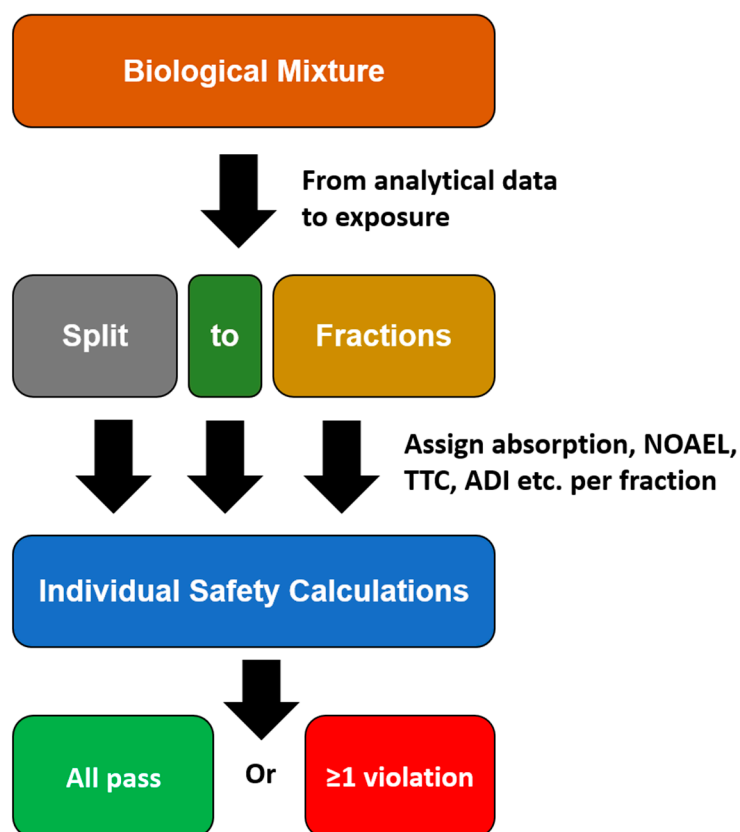 Biological Mixture
From analytical data
to exposure
Split to Fractions
Assign absorption, NOAEL,
TTC, ADI etc. per fraction
Individual Safety Calculations
All pass Or ≥1 violation